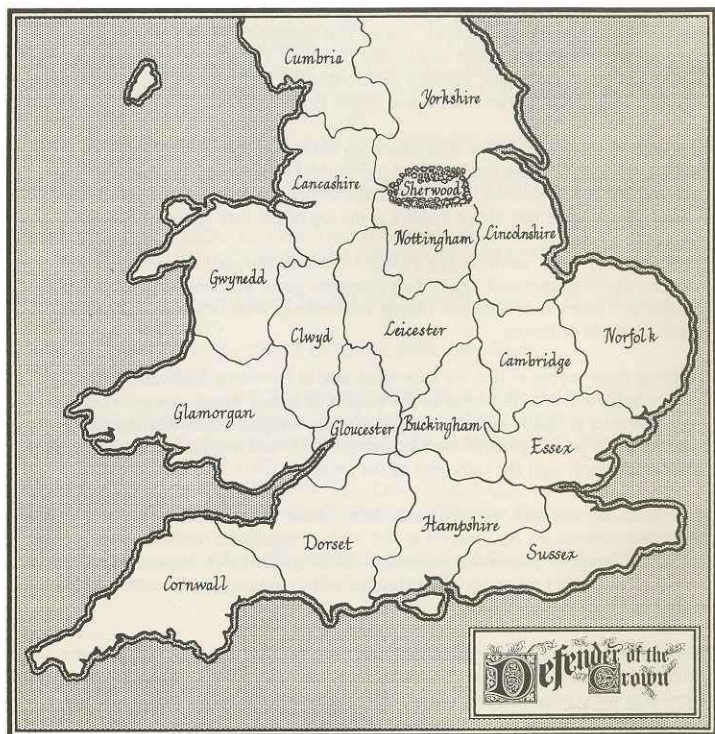 Cumbria
Yorkshire
Lancashire
Sherwood
Nottingham
Lincolnshire
Gwynedd
Clwyd
Leicester
Norfolk
Cambridge
Glamorgan
Gloucester
Buckingham
Essex
Hampshire
Dorset
Sussex
Cornwall
Defender of the
Crown